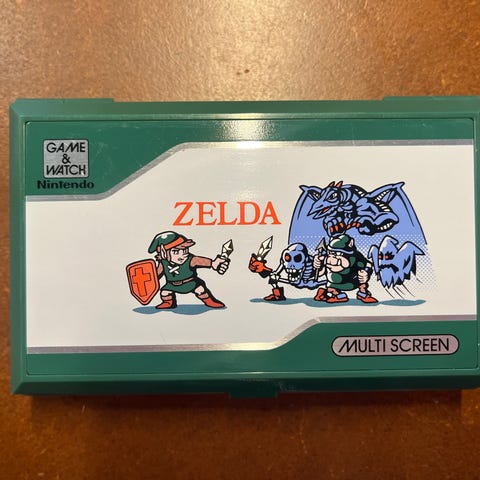 GAME
&
WATCH
Nintendo
ZELDA
MULTI SCREEN